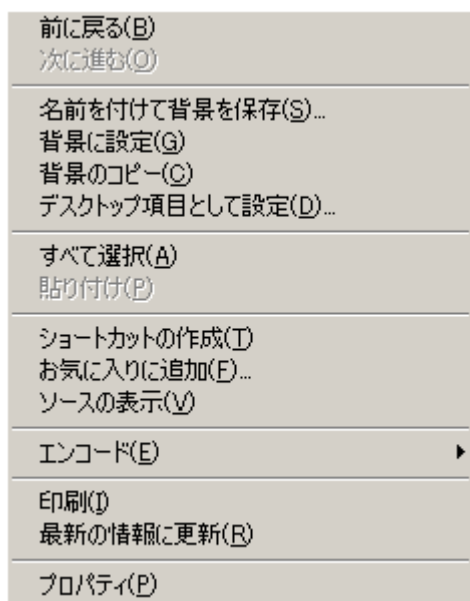 前に戻る(B)
次に進む(O)
名前を付けて背景を保存(S)...
背景に設定(G)
背景のコピー(C)
デスクトップ項目として設定(D)...
すべて選択(A)
貼り付け(P)
ショートカットの作成(T)
お気に入りに追加(F)...
ソースの表示(V)
エンコード(E)
印刷(I)
最新の情報に更新(R)
プロパティ(P)